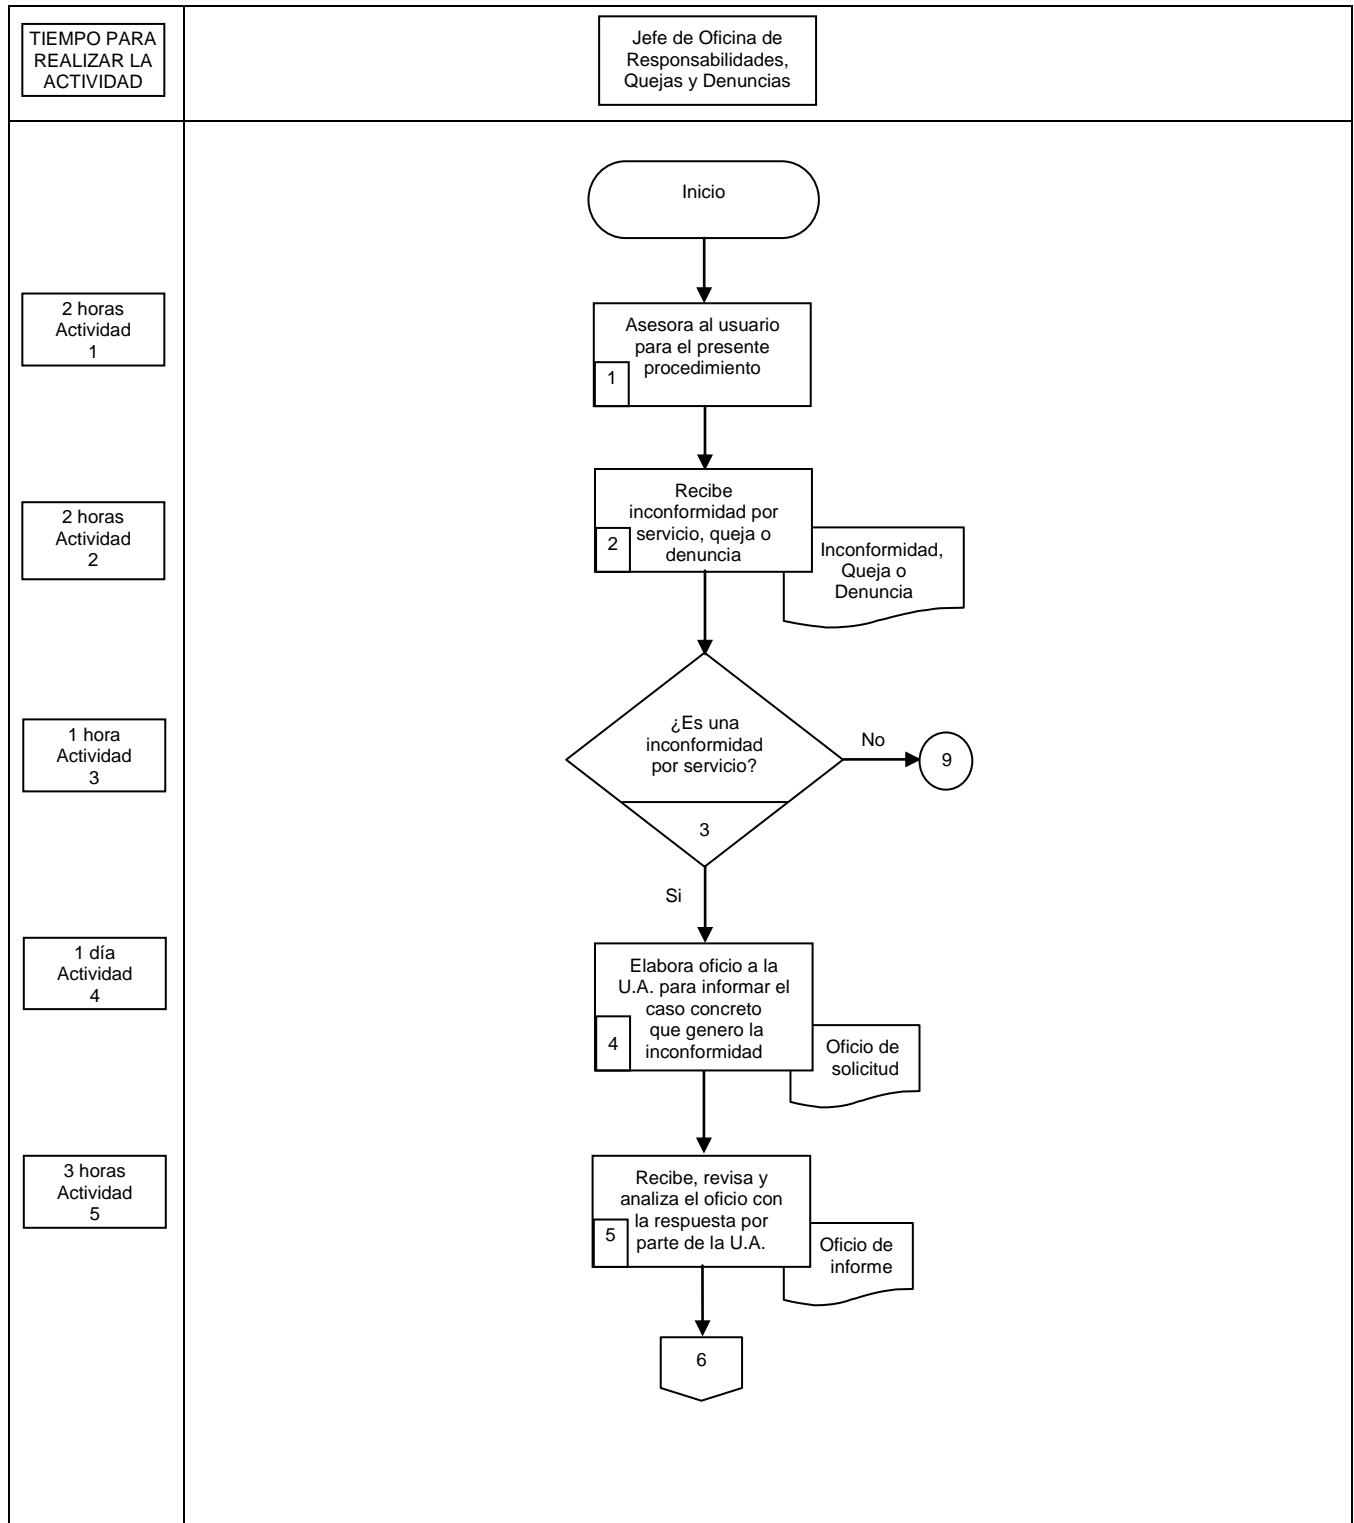 TIEMPO PARA
REALIZAR LA
ACTIVIDAD
Jefe de Oficina de
Responsabilidades,
Quejas y Denuncias
Inicio
2 horas
Actividad
1
Asesora al usuario
para el presente
procedimiento
1
2 horas
Actividad
2
Recibe
inconformidad por
servicio, queja o
denuncia
2
Inconformidad,
Queja o
Denuncia
1 hora
Actividad
3
¿Es una
inconformidad
por servicio?
3
No
9
Si
1 día
Actividad
4
Elabora oficio a la
U.A. para informar el
caso concreto
que genero la
inconformidad
4
Oficio de
solicitud
3 horas
Actividad
5
Recibe, revisa y
analiza el oficio con
la respuesta por
parte de la U.A.
5
Oficio de
informe
6